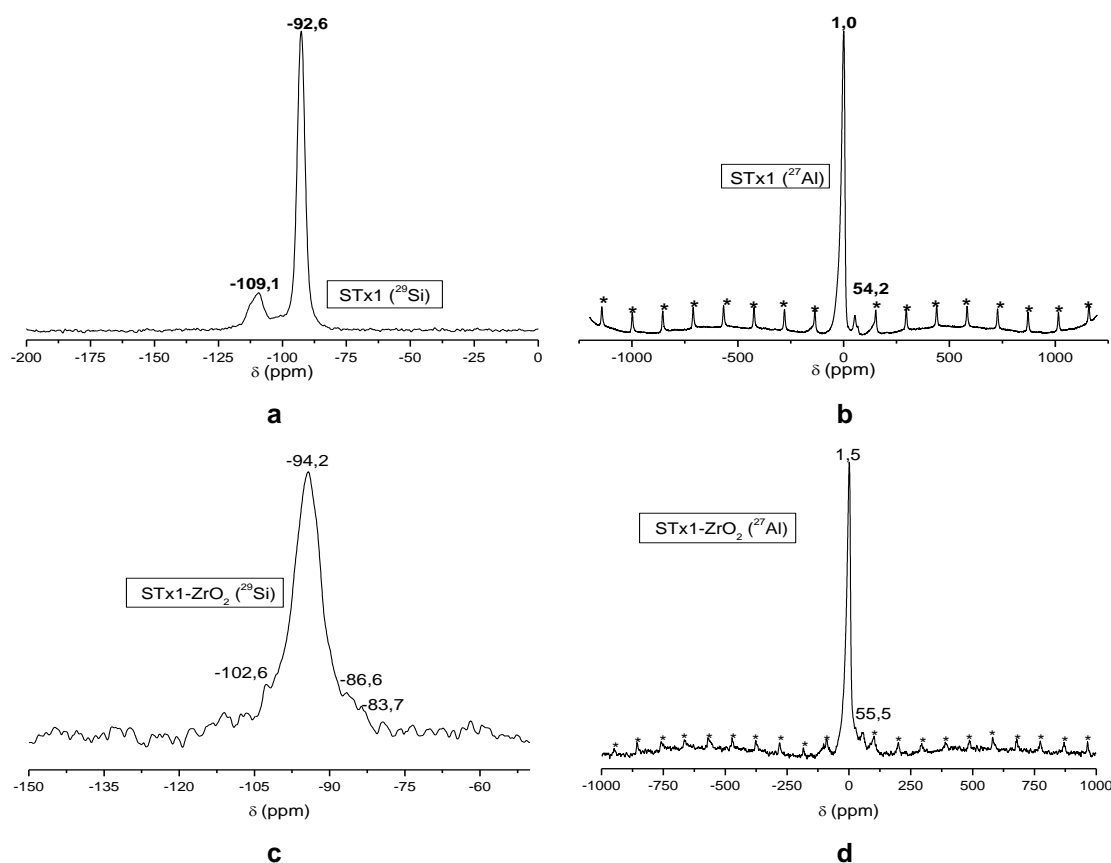 -92,6
-109,1
STx1 (²⁹Si)
-200 -175 -150 -125 -100 -75 -50 -25 0
δ (ppm)
a
1,0
STx1 (²⁷Al)
54,2
* * * * * * * * * * * * * * * *
-1000 -500 0 500 1000
δ (ppm)
b
-94,2
STx1-ZrO₂ (²⁹Si)
-102,6
-86,6
-83,7
-150 -135 -120 -105 -90 -75 -60
δ (ppm)
c
1,5
STx1-ZrO₂ (²⁷Al)
55,5
* * * * * * * * * * * * * * * * * * * *
-1000 -750 -500 -250 0 250 500 750 1000
δ (ppm)
d